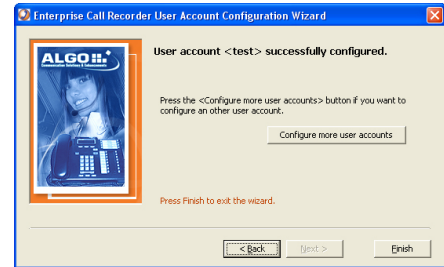 Enterprise Call Recorder User Account Configuration Wizard
ALGO
Communication Solutions & Enhancements
User account <test> successfully configured.
Press the <Configure more user accounts> button if you want to
configure an other user account.
Configure more user accounts
Press Finish to exit the wizard.
< Back
Next >
Finish